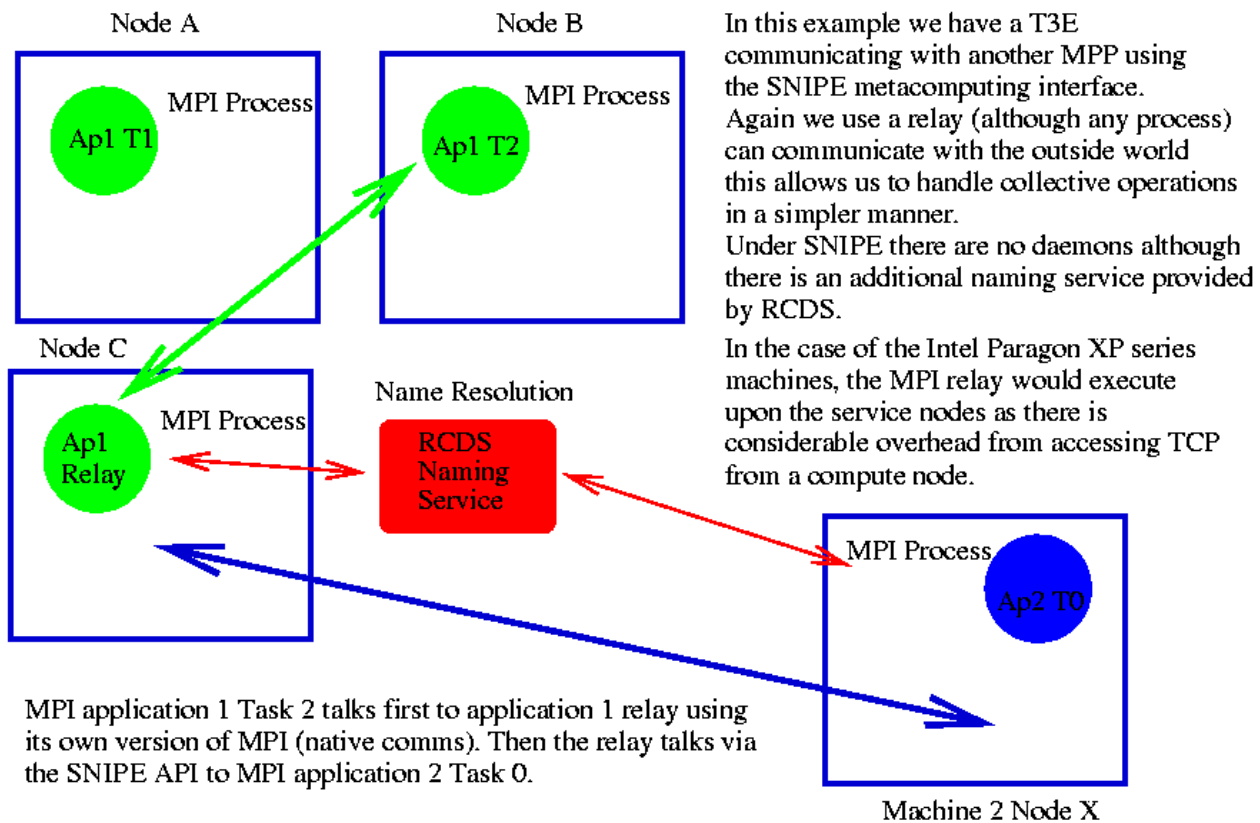 Node A
MPI Process
Ap1 T1
Node B
MPI Process
Ap1 T2
In this example we have a T3E
communicating with another MPP using
the SNIPE metacomputing interface.
Again we use a relay (although any process)
can communicate with the outside world
this allows us to handle collective operations
in a simpler manner.
Under SNIPE there are no daemons although
there is an additional naming service provided
by RCDS.
In the case of the Intel Paragon XP series
machines, the MPI relay would execute
upon the service nodes as there is
considerable overhead from accessing TCP
from a compute node.
Node C
MPI Process
Ap1
Relay
Name Resolution
RCDS
Naming
Service
MPI Process
Ap2 T0
Machine 2 Node X
MPI application 1 Task 2 talks first to application 1 relay using
its own version of MPI (native comms). Then the relay talks via
the SNIPE API to MPI application 2 Task 0.